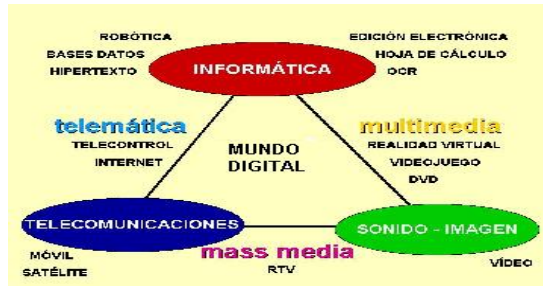 ROBÓTICA
BASES DATOS
HIPERTEXTO
EDICIÓN ELECTRÓNICA
HOJA DE CÁLCULO
OCR
INFORMÁTICA
telemática
TELECONTROL
INTERNET
MUNDO
DIGITAL
multimedia
REALIDAD VIRTUAL
VIDEOJUEGO
DVD
TELECOMUNICACIONES
MÓVIL
SATÉLITE
mass media
RTV
SONIDO - IMAGEN
VÍDEO